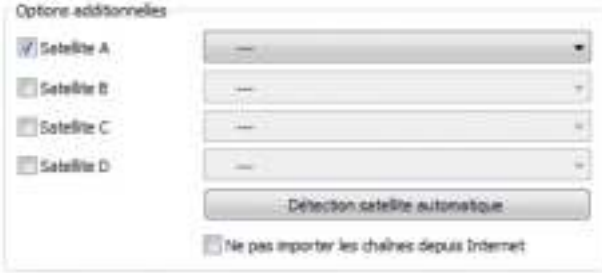 Options additionnelles
Satellite A ---
Satellite B ---
Satellite C ---
Satellite D ---
Détection satellite automatique
Ne pas importer les chaînes depuis Internet